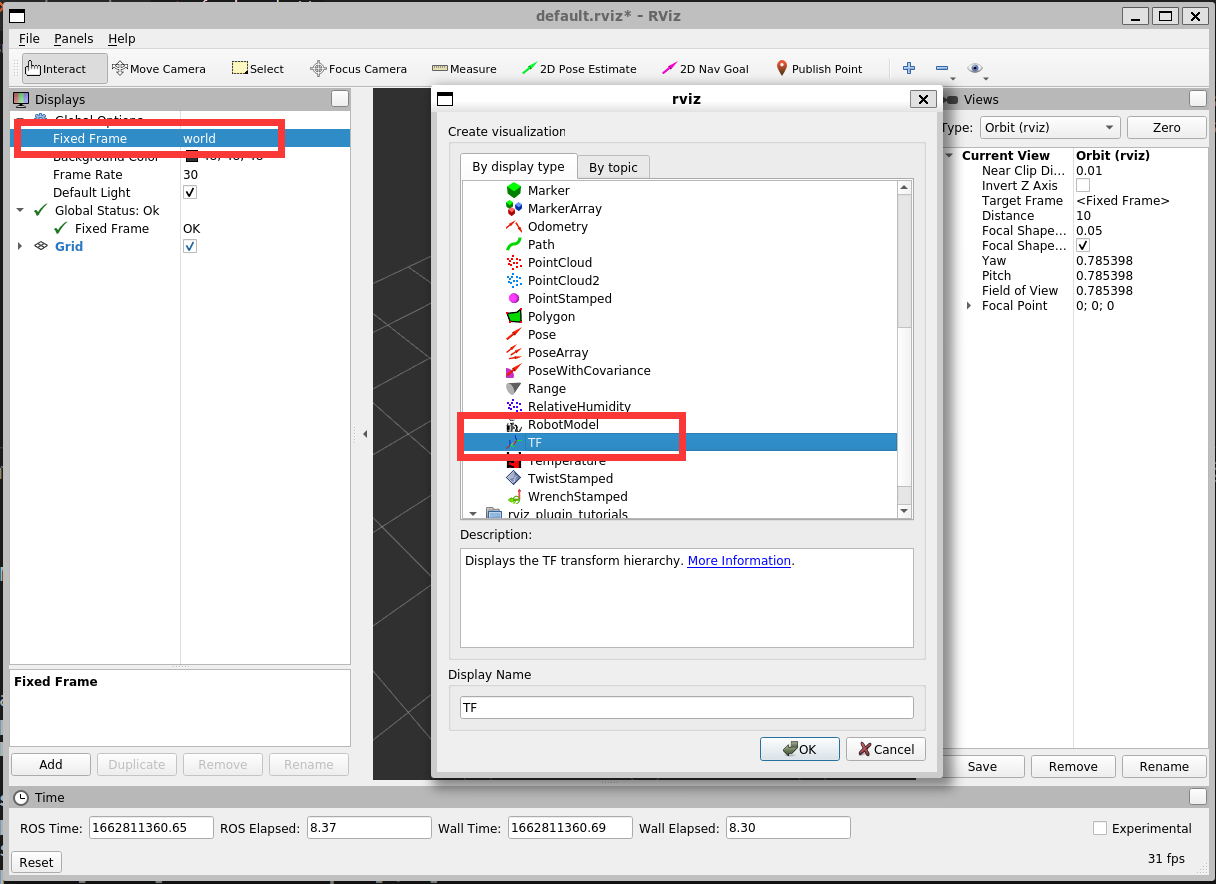 default.rviz* - RViz
File Panels Help
Interact Move Camera Select Focus Camera Measure 2D Pose Estimate 2D Nav Goal Publish Point
Displays
Global Options
Fixed Frame world
Background Color 48; 48; 48
Frame Rate 30
Default Light
Global Status: Ok
Fixed Frame OK
Grid
Fixed Frame
Add Duplicate Remove Rename
rviz
Create visualization
By display type By topic
Marker
MarkerArray
Odometry
Path
PointCloud
PointCloud2
PointStamped
Polygon
Pose
PoseArray
PoseWithCovariance
Range
RelativeHumidity
RobotModel
TF
Temperature
TwistStamped
WrenchStamped
rviz_plugin_tutorials
Description:
Displays the TF transform hierarchy. More Information.
Display Name
TF
OK Cancel
Views
Type: Orbit (rviz) Zero
Current View Orbit (rviz)
Near Clip Di... 0.01
Invert Z Axis
Target Frame <Fixed Frame>
Distance 10
Focal Shape... 0.05
Focal Shape...
Yaw 0.785398
Pitch 0.785398
Field of View 0.785398
Focal Point 0; 0; 0
Save Remove Rename
Time
ROS Time: 1662811360.65 ROS Elapsed: 8.37 Wall Time: 1662811360.69 Wall Elapsed: 8.30 Experimental
Reset 31 fps